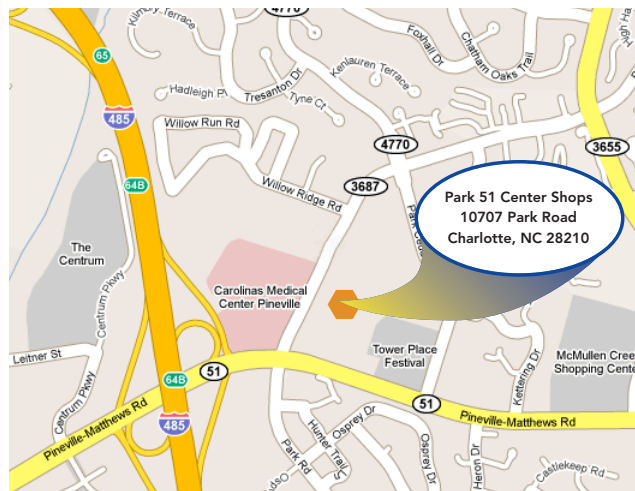 4770
Kilmory Terrace
Foxhall Dr
Chatham Oaks Trail
65
Kenlauren Terrace
Tresanton Dr
Hadleigh Pl
Tyne Ct
485
Willow Run Rd
4770
3655
64B
3687
Willow Ridge Rd
Park 51 Center Shops
10707 Park Road
Charlotte, NC 28210
The
Centrum
Centrum Pkwy
Carolinas Medical
Center Pineville
Tower Place
Festival
McMullen Cree
Shopping Cente
Leitner St
51
64B
Kettering Dr
51
Centrum Pkwy
485
Pineville-Matthews Rd
Pineville-Matthews Rd
Osprey Dr
Hunter Trail
Park Rd
Osprey Dr
Heron Dr
Castlekeep Rd